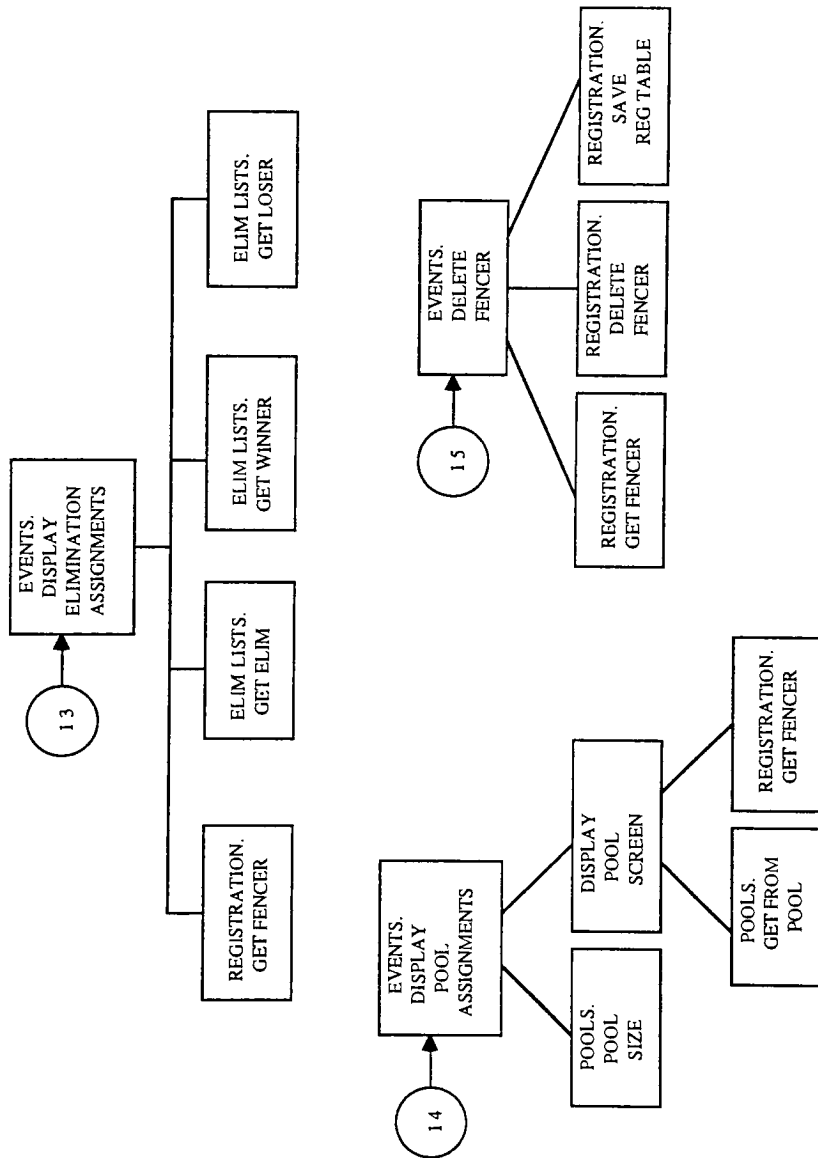 13
EVENTS.
DISPLAY
ELIMINATION
ASSIGNMENTS
REGISTRATION.
GET FENCER
ELIM LISTS.
GET ELIM
ELIM LISTS.
GET WINNER
ELIM LISTS.
GET LOSER
14
EVENTS.
DISPLAY
POOL
ASSIGNMENTS
POOLS.
POOL
SIZE
DISPLAY
POOL
SCREEN
POOLS.
GET FROM
POOL
REGISTRATION.
GET FENCER
15
EVENTS.
DELETE
FENCER
REGISTRATION.
GET FENCER
REGISTRATION.
DELETE
FENCER
REGISTRATION.
SAVE
REG TABLE